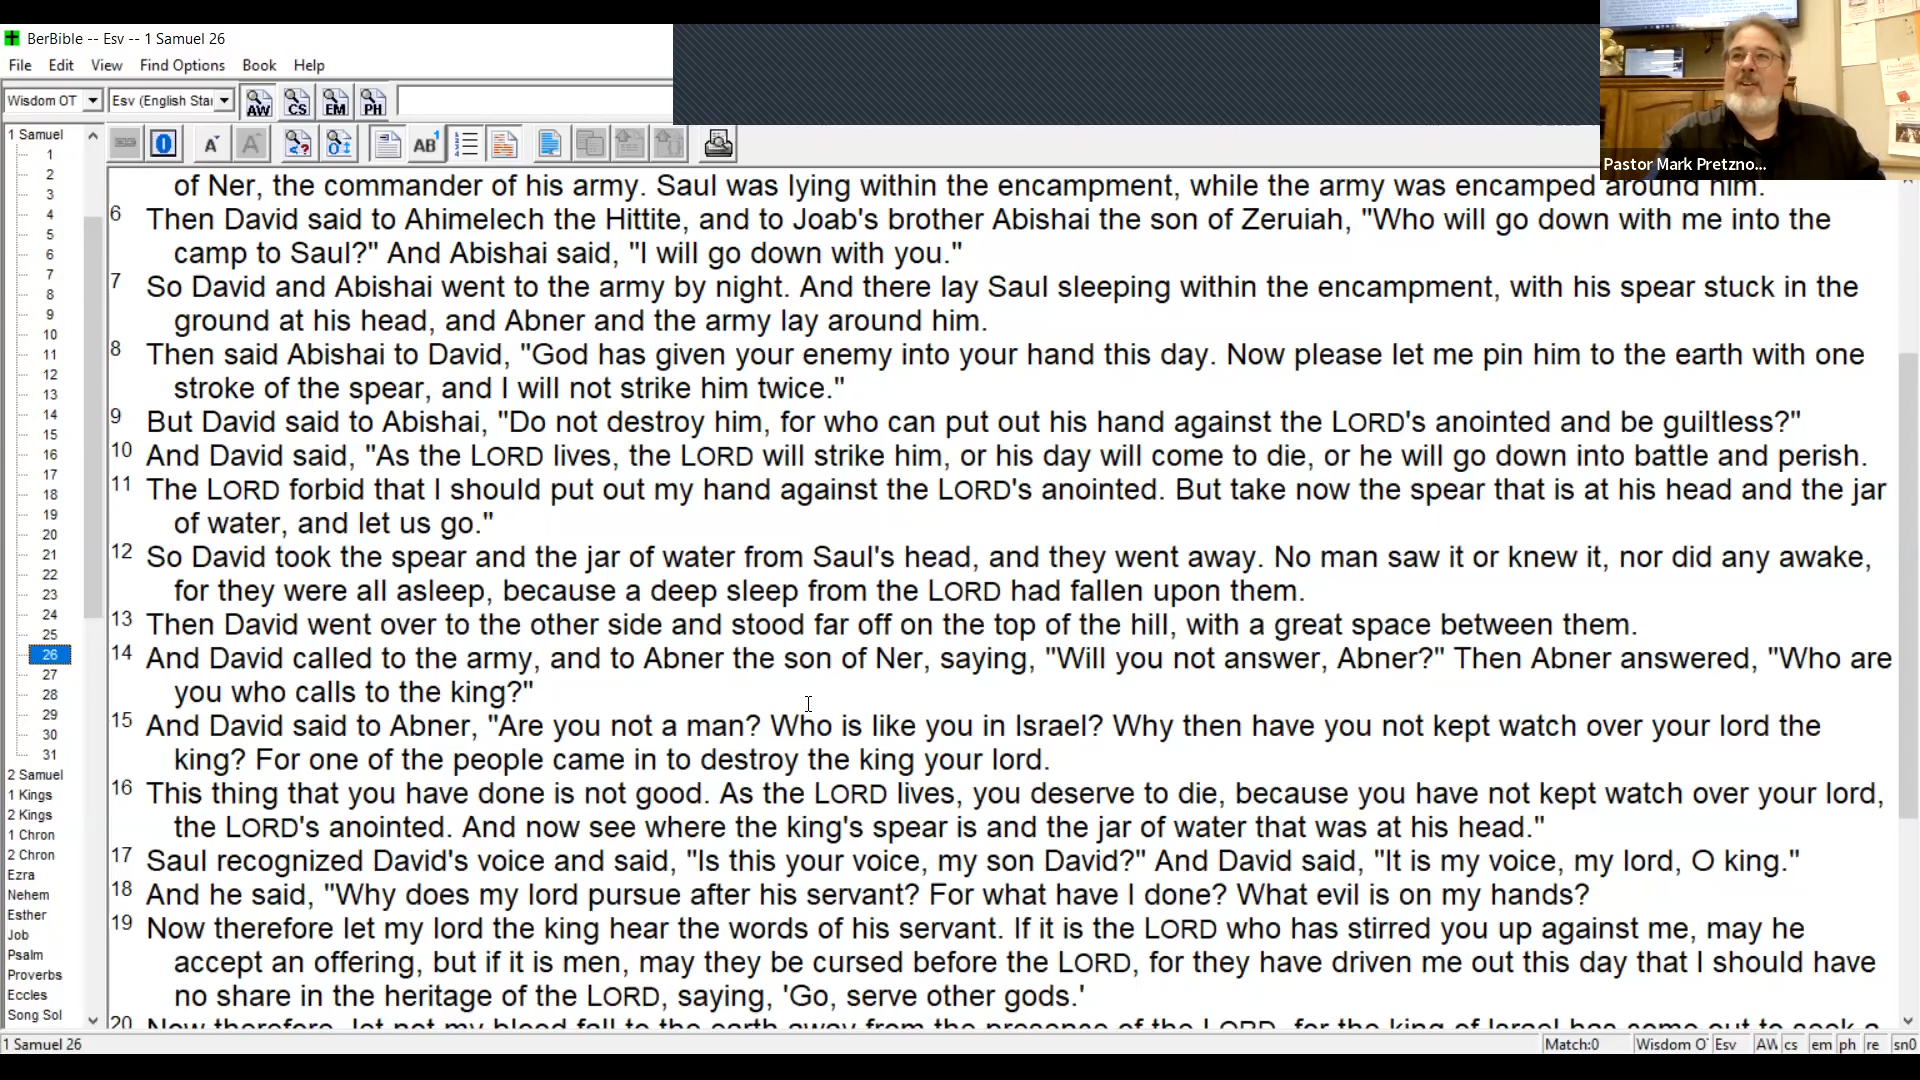 BerBible -- Esv -- 1 Samuel 26
File Edit View Find Options Book Help
Wisdom OT Esv (English Star AW CS EM PH
AB¹
Pastor Mark Pretzno...
1 Samuel
1
2
3
4
5
6
7
8
9
10
11
12
13
14
15
16
17
18
19
20
21
22
23
24
25
26
27
28
29
30
31
2 Samuel
1 Kings
2 Kings
1 Chron
2 Chron
Ezra
Nehem
Esther
Job
Psalm
Proverbs
Eccles
Song Sol
of Ner, the commander of his army. Saul was lying within the encampment, while the army was encamped around him.
6 Then David said to Ahimelech the Hittite, and to Joab's brother Abishai the son of Zeruiah, "Who will go down with me into the
camp to Saul?" And Abishai said, "I will go down with you."
7 So David and Abishai went to the army by night. And there lay Saul sleeping within the encampment, with his spear stuck in the
ground at his head, and Abner and the army lay around him.
8 Then said Abishai to David, "God has given your enemy into your hand this day. Now please let me pin him to the earth with one
stroke of the spear, and I will not strike him twice."
9 But David said to Abishai, "Do not destroy him, for who can put out his hand against the LORD's anointed and be guiltless?"
10 And David said, "As the LORD lives, the LORD will strike him, or his day will come to die, or he will go down into battle and perish.
11 The LORD forbid that I should put out my hand against the LORD's anointed. But take now the spear that is at his head and the jar
of water, and let us go."
12 So David took the spear and the jar of water from Saul's head, and they went away. No man saw it or knew it, nor did any awake,
for they were all asleep, because a deep sleep from the LORD had fallen upon them.
13 Then David went over to the other side and stood far off on the top of the hill, with a great space between them.
14 And David called to the army, and to Abner the son of Ner, saying, "Will you not answer, Abner?" Then Abner answered, "Who are
you who calls to the king?"
15 And David said to Abner, "Are you not a man? Who is like you in Israel? Why then have you not kept watch over your lord the
king? For one of the people came in to destroy the king your lord.
16 This thing that you have done is not good. As the LORD lives, you deserve to die, because you have not kept watch over your lord,
the LORD's anointed. And now see where the king's spear is and the jar of water that was at his head."
17 Saul recognized David's voice and said, "Is this your voice, my son David?" And David said, "It is my voice, my lord, O king."
18 And he said, "Why does my lord pursue after his servant? For what have I done? What evil is on my hands?
19 Now therefore let my lord the king hear the words of his servant. If it is the LORD who has stirred you up against me, may he
accept an offering, but if it is men, may they be cursed before the LORD, for they have driven me out this day that I should have
no share in the heritage of the LORD, saying, 'Go, serve other gods.'
20 Now therefore, let not my blood fall to the earth away from the presence of the LORD, for the king of Israel has come out to seek a
1 Samuel 26 Match:0 Wisdom O Esv AW cs em ph re sn0